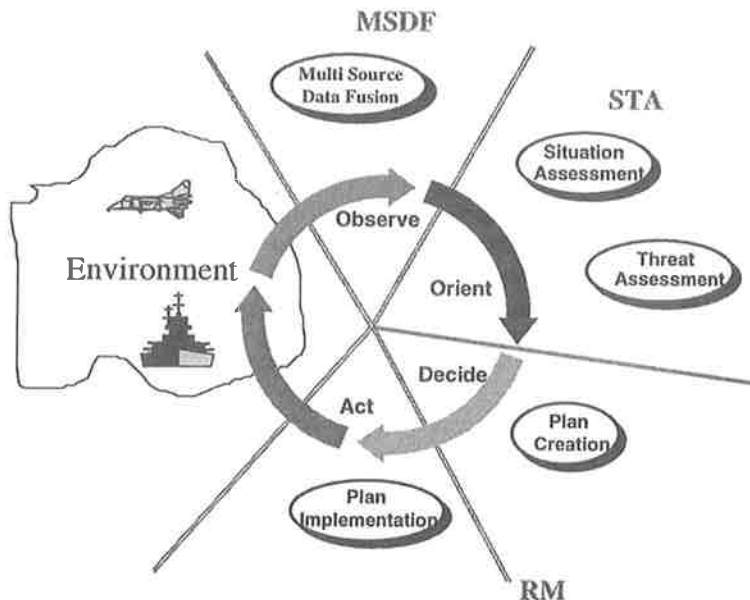 MSDF
Multi Source
Data Fusion
STA
Situation
Assessment
Observe
Environment
Threat
Assessment
Orient
Decide
Act
Plan
Creation
Plan
Implementation
RM